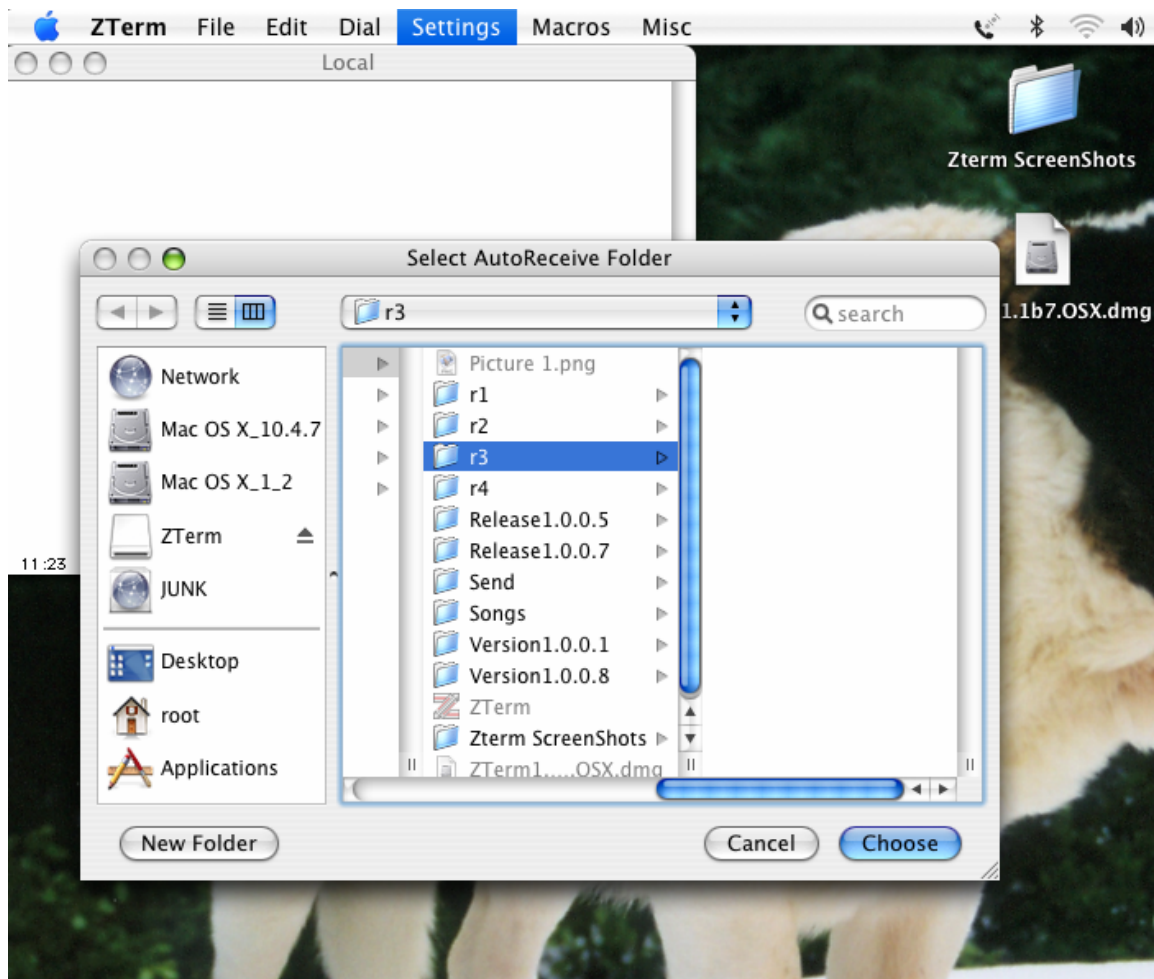 ZTerm File Edit Dial Settings Macros Misc
Local
Zterm ScreenShots
1.1b7.OSX.dmg
Select AutoReceive Folder
r3
search
Network
Mac OS X_10.4.7
Mac OS X_1_2
ZTerm
JUNK
Desktop
root
Applications
Picture 1.png
r1
r2
r3
r4
Release1.0.0.5
Release1.0.0.7
Send
Songs
Version1.0.0.1
Version1.0.0.8
ZTerm
Zterm ScreenShots
ZTerm1.....OSX.dmg
11:23
New Folder
Cancel
Choose